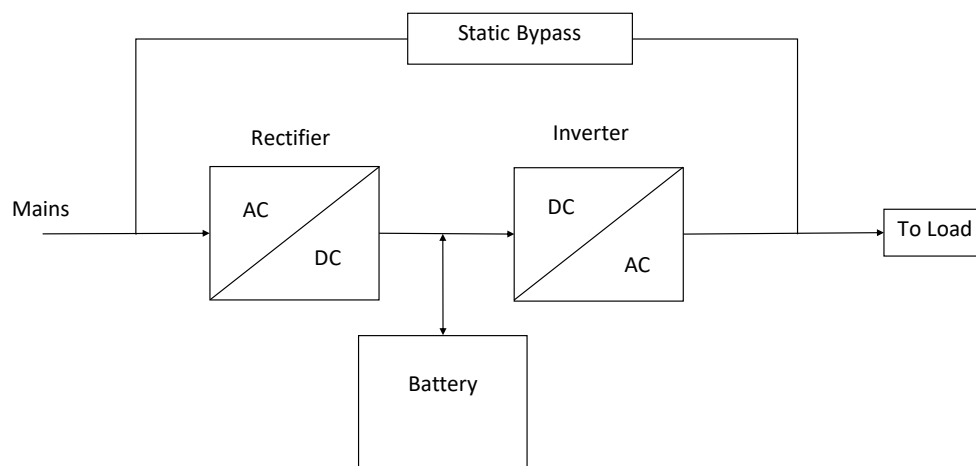 Static Bypass
Rectifier
Inverter
Mains
AC
DC
DC
AC
To Load
Battery